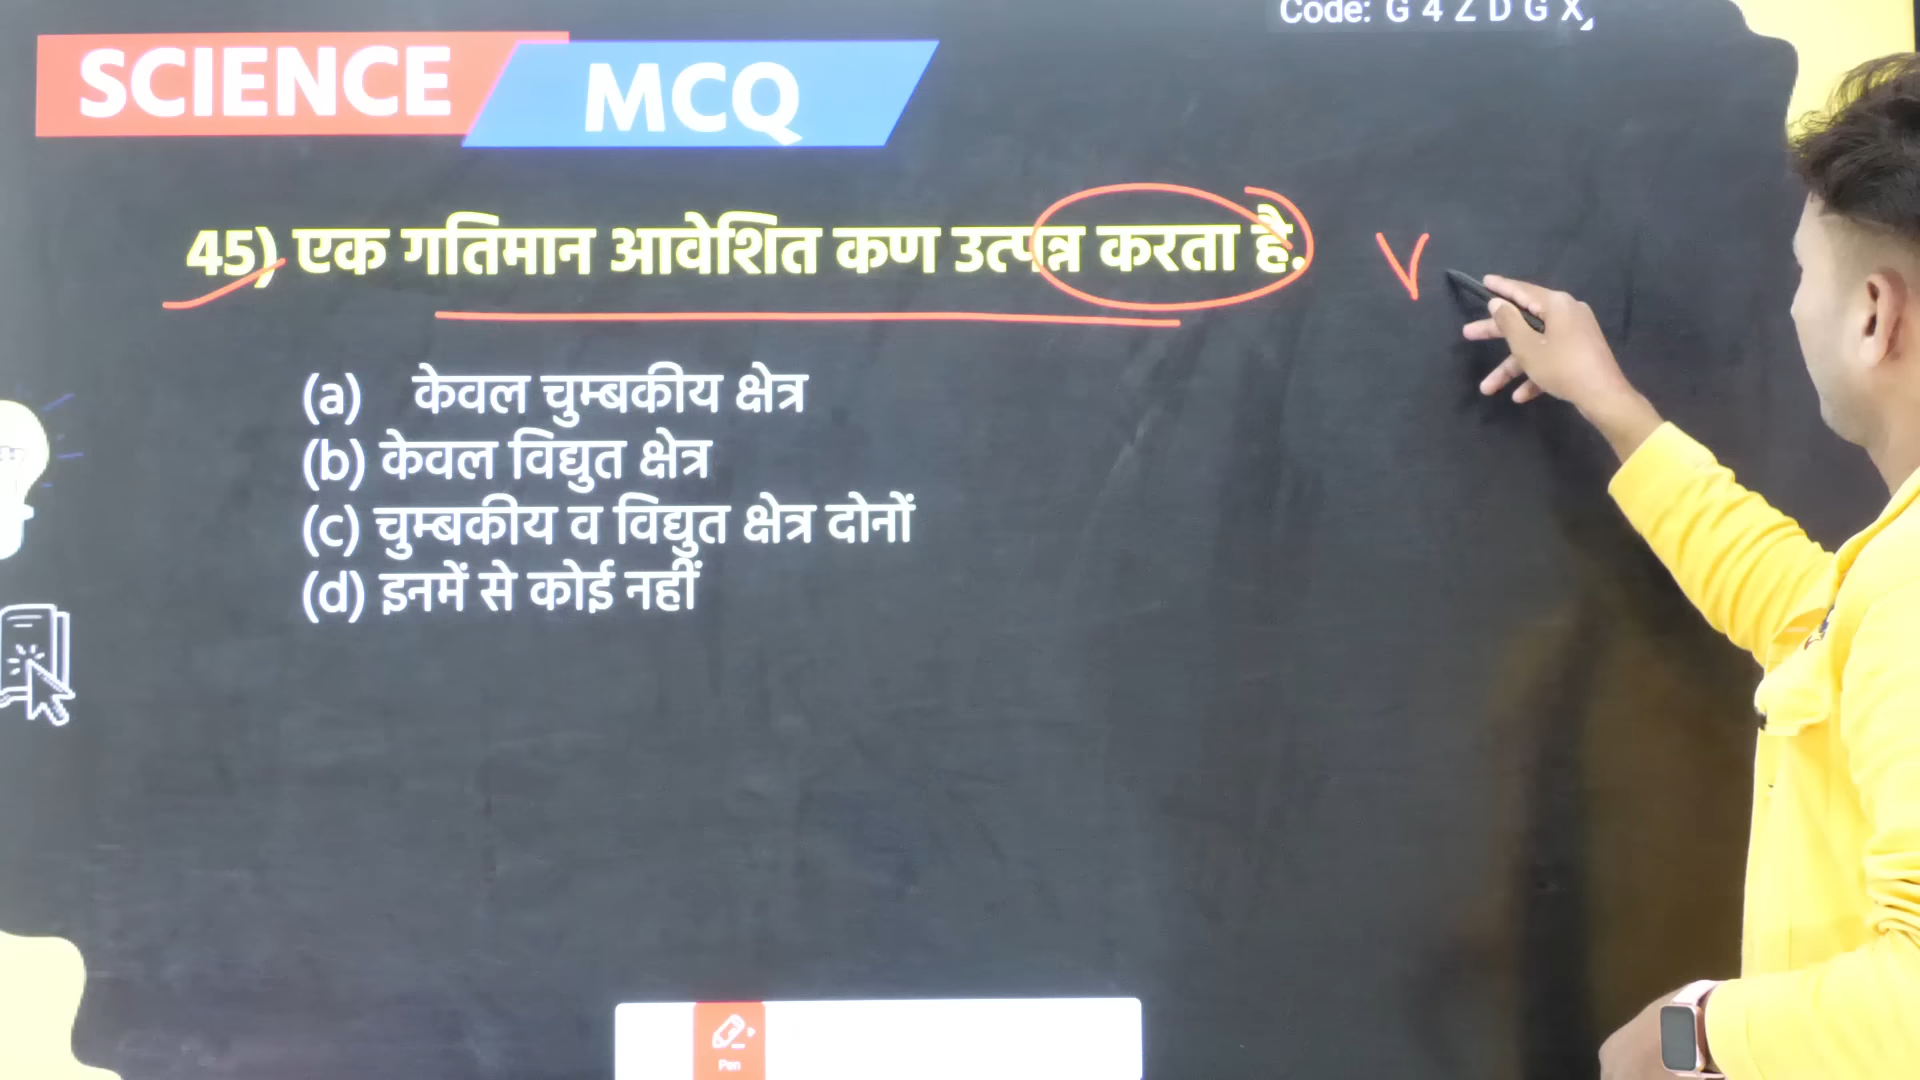 Code: G 4 Z D G X
SCIENCE
MCQ
45) एक गतिमान आवेशित कण उत्पन्न करता है.
V
(a) केवल चुम्बकीय क्षेत्र
(b) केवल विद्युत क्षेत्र
(c) चुम्बकीय व विद्युत क्षेत्र दोनों
(d) इनमें से कोई नहीं
Pen